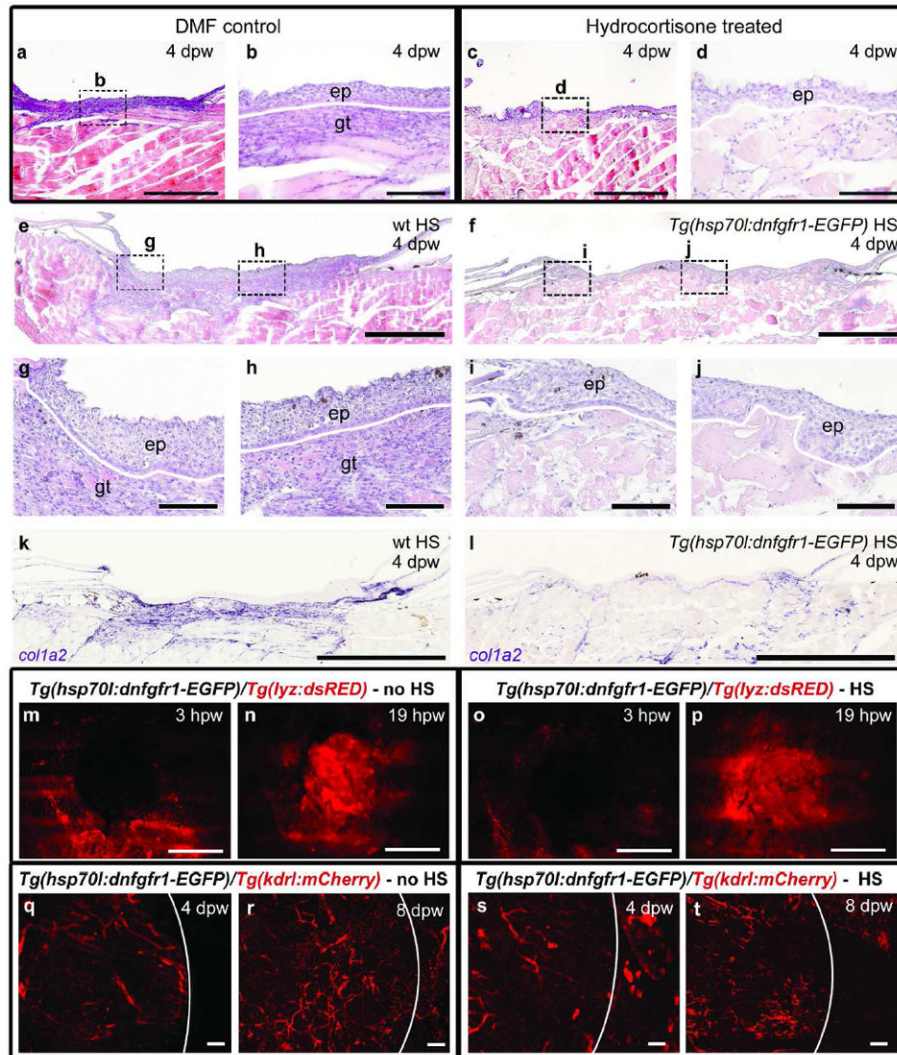 DMF control
Hydrocortisone treated
a 4 dpw
b
b 4 dpw
ep
gt
c 4 dpw
d
d 4 dpw
ep
e wt HS
4 dpw
g
h
f Tg(hsp70l:dnfgfr1-EGFP) HS
4 dpw
i
j
g
ep
gt
h
ep
gt
i
ep
j
ep
k wt HS
4 dpw
col1a2
l Tg(hsp70l:dnfgfr1-EGFP) HS
4 dpw
col1a2
Tg(hsp70l:dnfgfr1-EGFP)/Tg(lyz:dsRED) - no HS
Tg(hsp70l:dnfgfr1-EGFP)/Tg(lyz:dsRED) - HS
m 3 hpw
n 19 hpw
o 3 hpw
p 19 hpw
Tg(hsp70l:dnfgfr1-EGFP)/Tg(kdrl:mCherry) - no HS
Tg(hsp70l:dnfgfr1-EGFP)/Tg(kdrl:mCherry) - HS
q 4 dpw
r 8 dpw
s 4 dpw
t 8 dpw